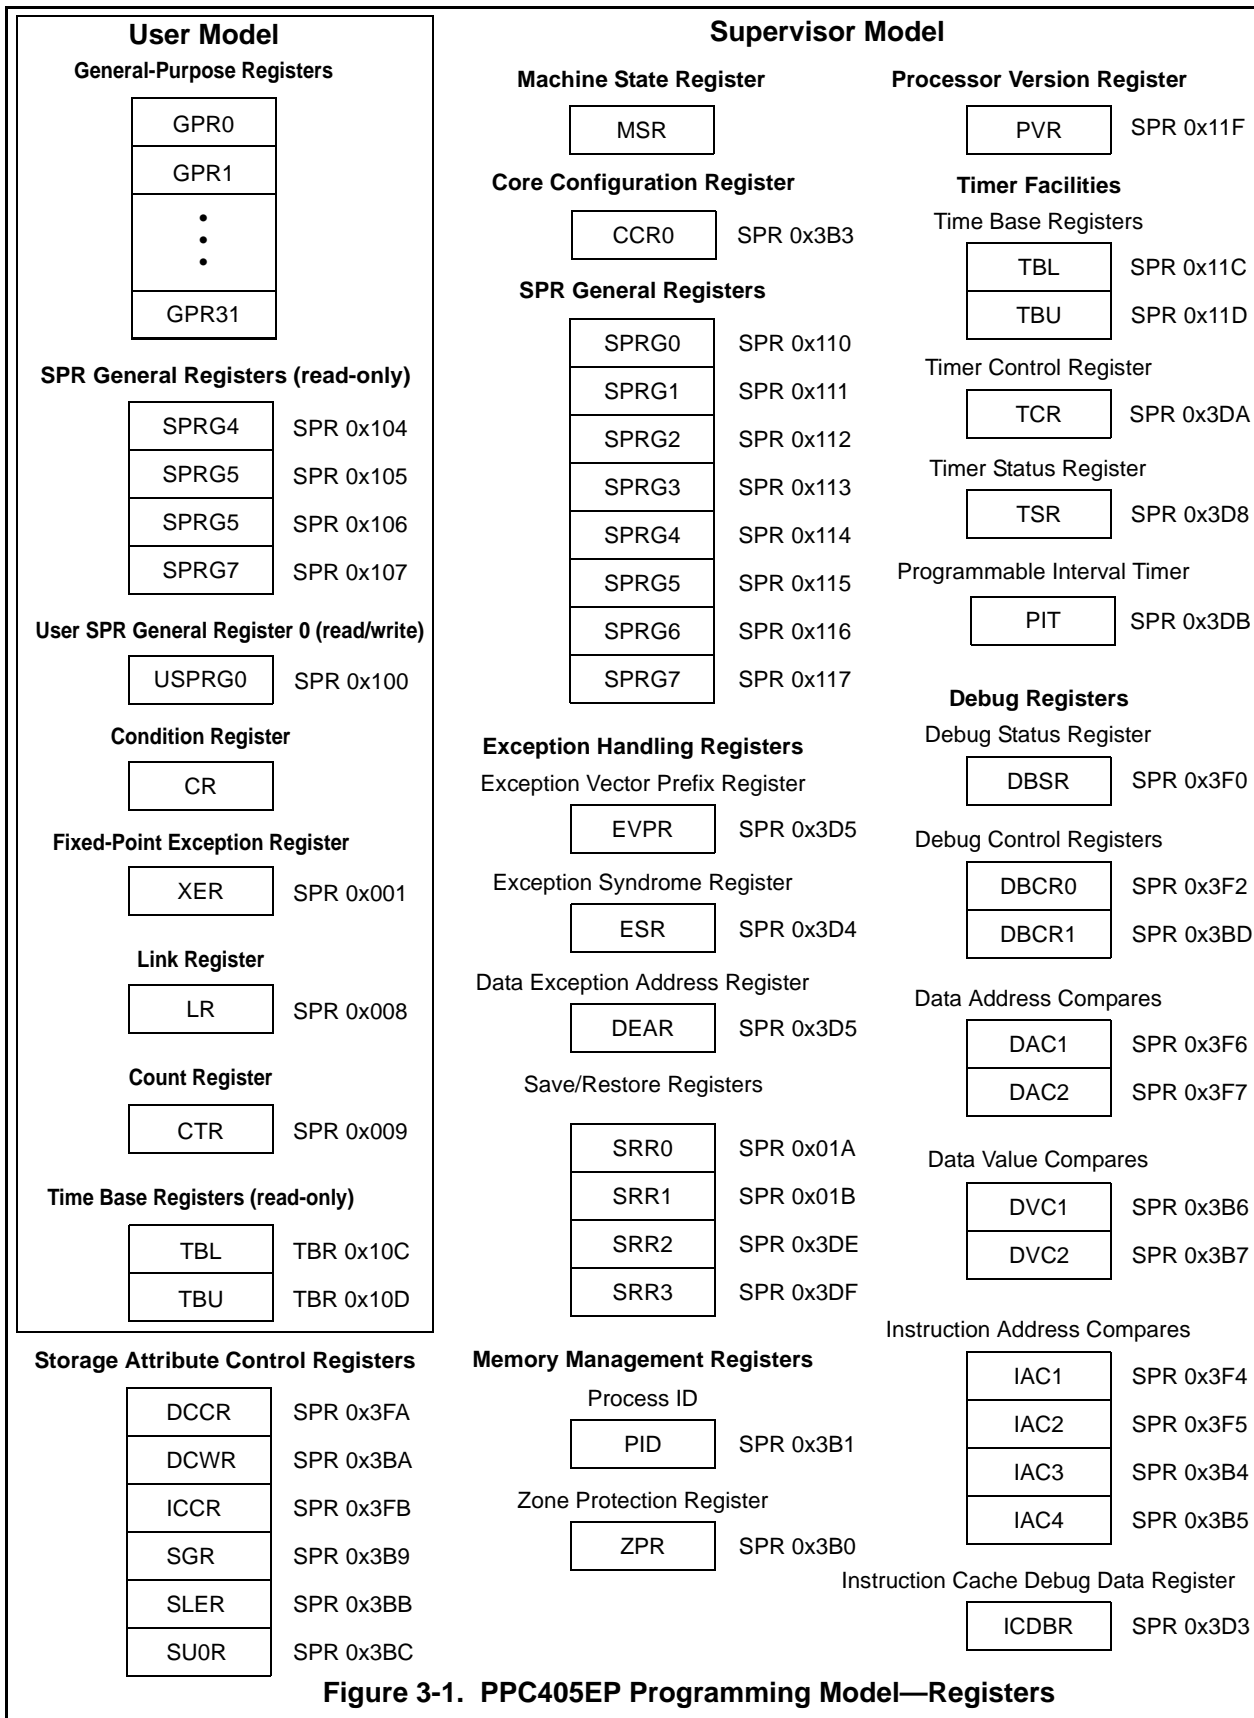 User Model
General-Purpose Registers
GPR0
GPR1
GPR31
SPR General Registers (read-only)
SPRG4 SPR 0x104
SPRG5 SPR 0x105
SPRG5 SPR 0x106
SPRG7 SPR 0x107
User SPR General Register 0 (read/write)
USPRG0 SPR 0x100
Condition Register
CR
Fixed-Point Exception Register
XER SPR 0x001
Link Register
LR SPR 0x008
Count Register
CTR SPR 0x009
Time Base Registers (read-only)
TBL TBR 0x10C
TBU TBR 0x10D
Storage Attribute Control Registers
DCCR SPR 0x3FA
DCWR SPR 0x3BA
ICCR SPR 0x3FB
SGR SPR 0x3B9
SLER SPR 0x3BB
SU0R SPR 0x3BC
Supervisor Model
Machine State Register
MSR
Core Configuration Register
CCR0 SPR 0x3B3
SPR General Registers
SPRG0 SPR 0x110
SPRG1 SPR 0x111
SPRG2 SPR 0x112
SPRG3 SPR 0x113
SPRG4 SPR 0x114
SPRG5 SPR 0x115
SPRG6 SPR 0x116
SPRG7 SPR 0x117
Exception Handling Registers
Exception Vector Prefix Register
EVPR SPR 0x3D5
Exception Syndrome Register
ESR SPR 0x3D4
Data Exception Address Register
DEAR SPR 0x3D5
Save/Restore Registers
SRR0 SPR 0x01A
SRR1 SPR 0x01B
SRR2 SPR 0x3DE
SRR3 SPR 0x3DF
Memory Management Registers
Process ID
PID SPR 0x3B1
Zone Protection Register
ZPR SPR 0x3B0
Processor Version Register
PVR SPR 0x11F
Timer Facilities
Time Base Registers
TBL SPR 0x11C
TBU SPR 0x11D
Timer Control Register
TCR SPR 0x3DA
Timer Status Register
TSR SPR 0x3D8
Programmable Interval Timer
PIT SPR 0x3DB
Debug Registers
Debug Status Register
DBSR SPR 0x3F0
Debug Control Registers
DBCR0 SPR 0x3F2
DBCR1 SPR 0x3BD
Data Address Compares
DAC1 SPR 0x3F6
DAC2 SPR 0x3F7
Data Value Compares
DVC1 SPR 0x3B6
DVC2 SPR 0x3B7
Instruction Address Compares
IAC1 SPR 0x3F4
IAC2 SPR 0x3F5
IAC3 SPR 0x3B4
IAC4 SPR 0x3B5
Instruction Cache Debug Data Register
ICDBR SPR 0x3D3
Figure 3-1. PPC405EP Programming Model—Registers